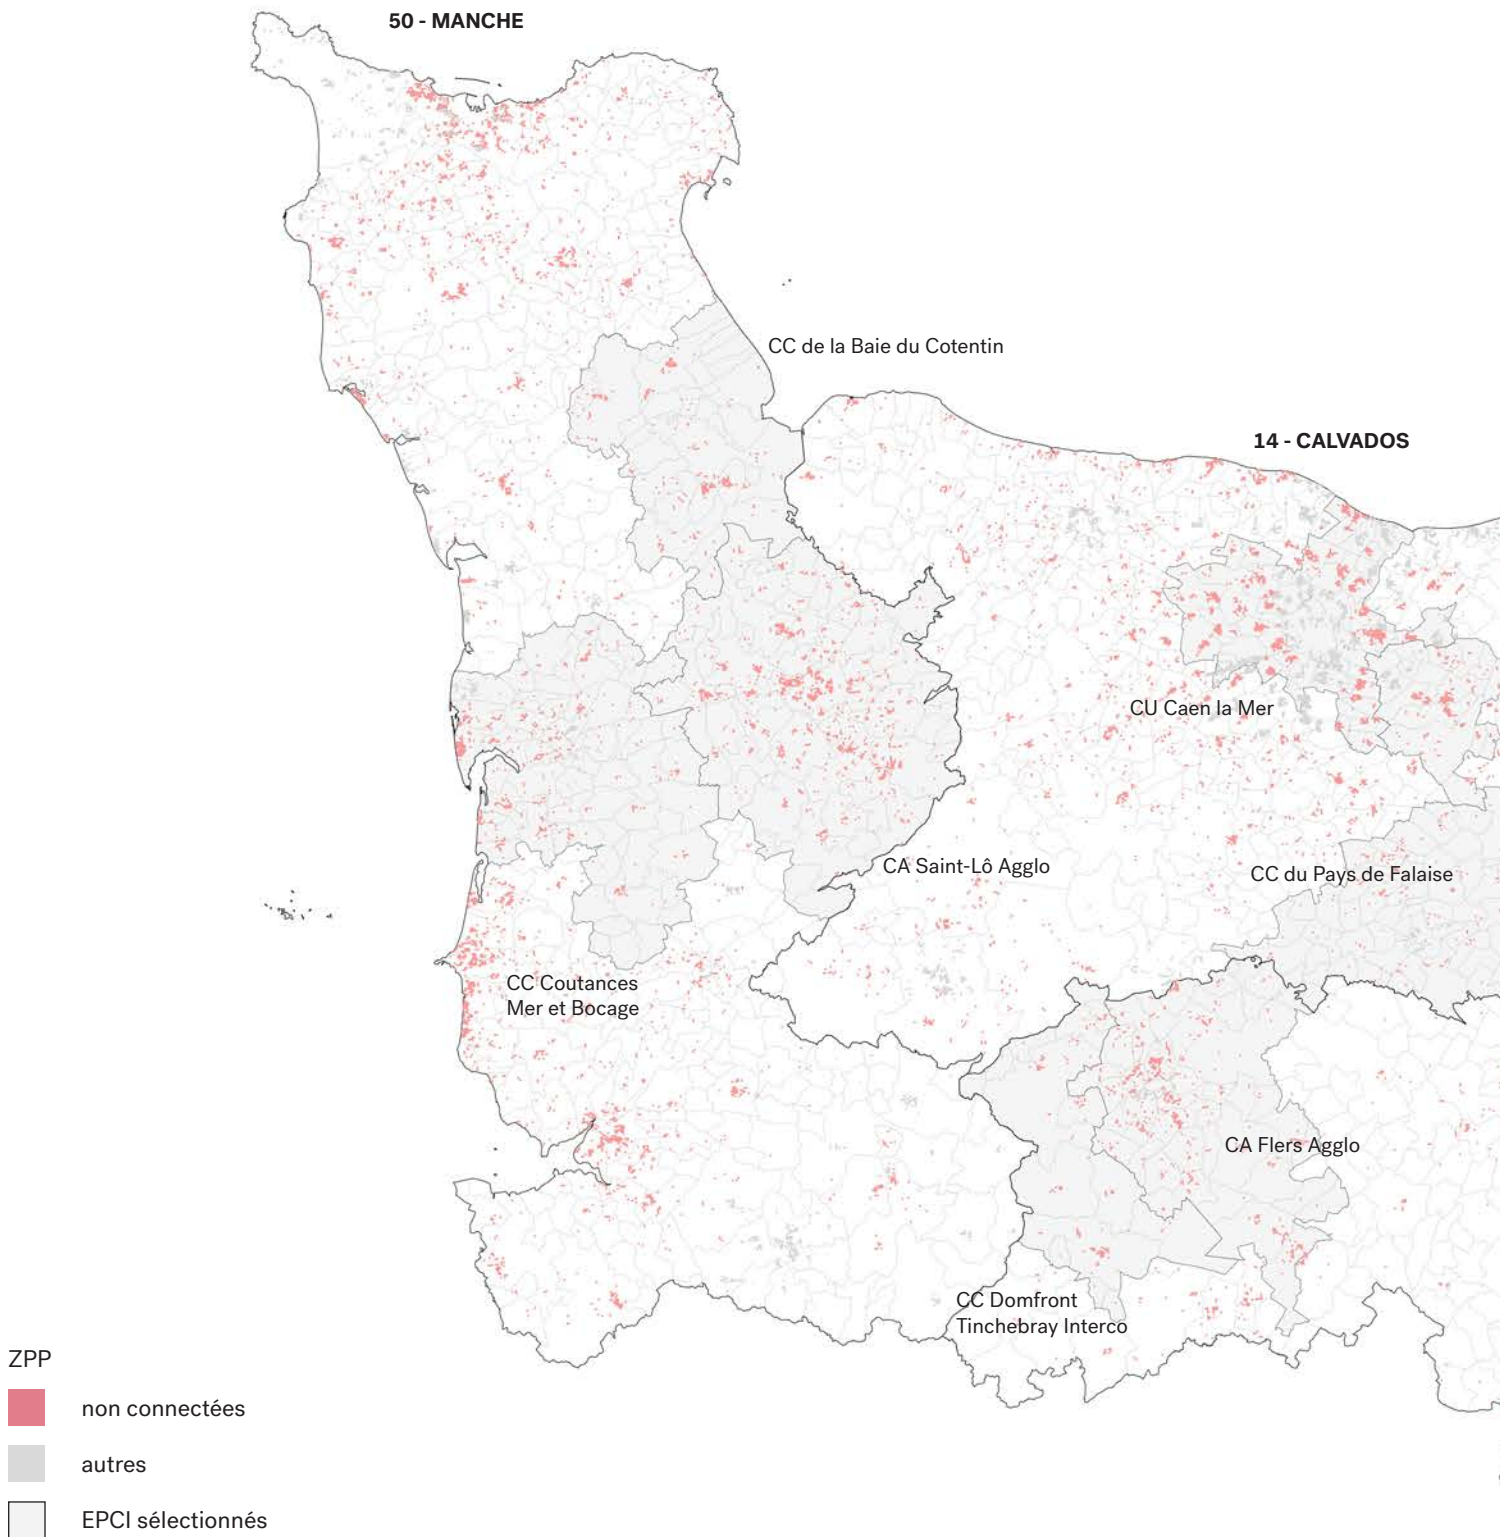 50 - MANCHE
CC de la Baie du Cotentin
14 - CALVADOS
CU Caen la Mer
CA Saint-Lô Agglo
CC du Pays de Falaise
CC Coutances
Mer et Bocage
CA Flers Agglo
CC Domfront
Tinchebray Interco
ZPP
non connectées
autres
EPCI sélectionnés